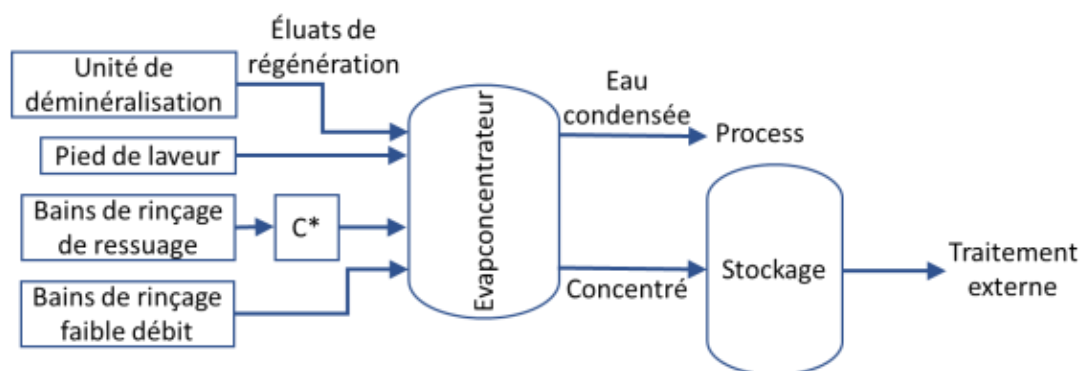 Éluats de
régénération
Unité de
déminéralisation
Pied de laveur
Bains de rinçage
de ressuage
C*
Bains de rinçage
faible débit
Evapconcentrateur
Eau
condensée
Process
Concentré
Stockage
Traitement
externe